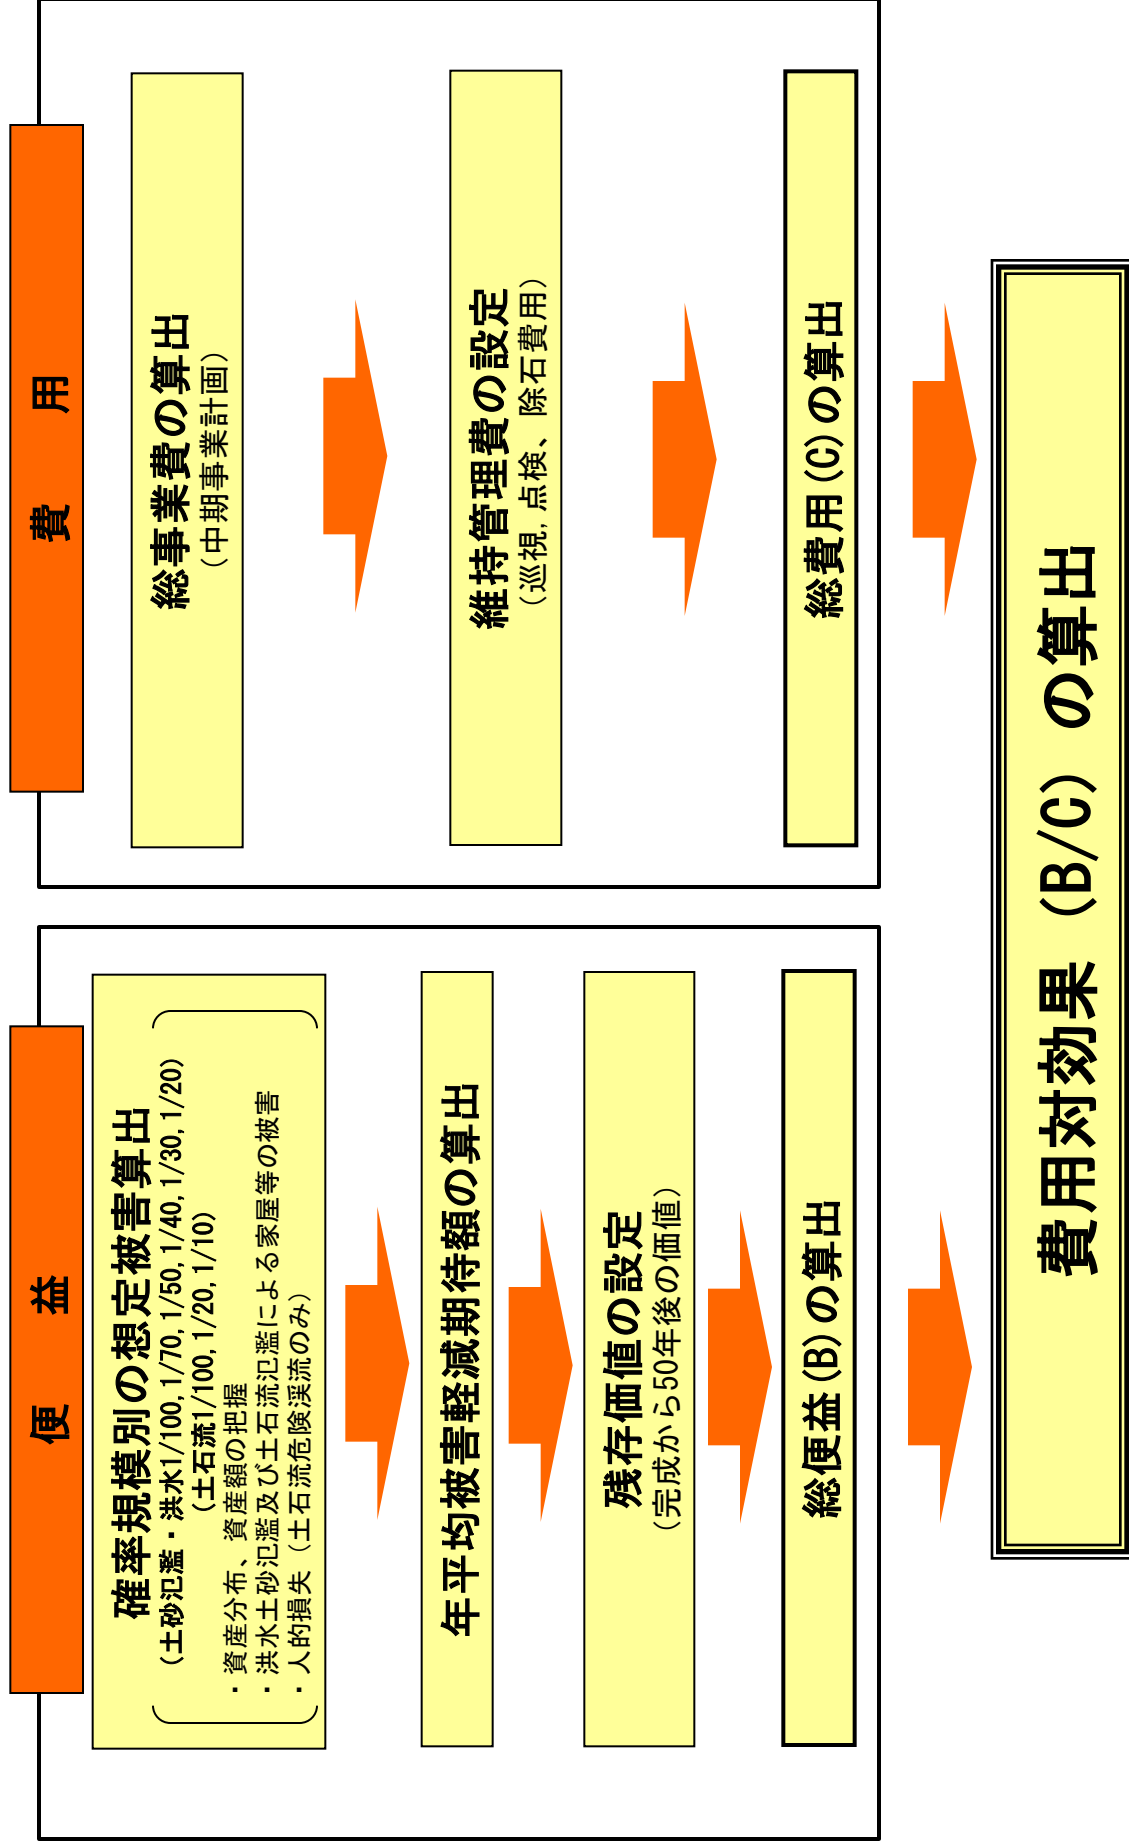 便　益
確率規模別の想定被害算出
（土砂氾濫・洪水1/100,1/70,1/50,1/40,1/30,1/20）
（土石流1/100,1/20,1/10）
・資産分布、資産額の把握
・洪水土砂氾濫及び土石流氾濫による家屋等の被害
・人的損失（土石流危険渓流のみ）
年平均被害軽減期待額の算出
残存価値の設定
（完成から50年後の価値）
総便益(B)の算出
費　用
総事業費の算出
（中期事業計画）
維持管理費の設定
（巡視,点検、除石費用）
総費用(C)の算出
費用対効果（B/C）の算出